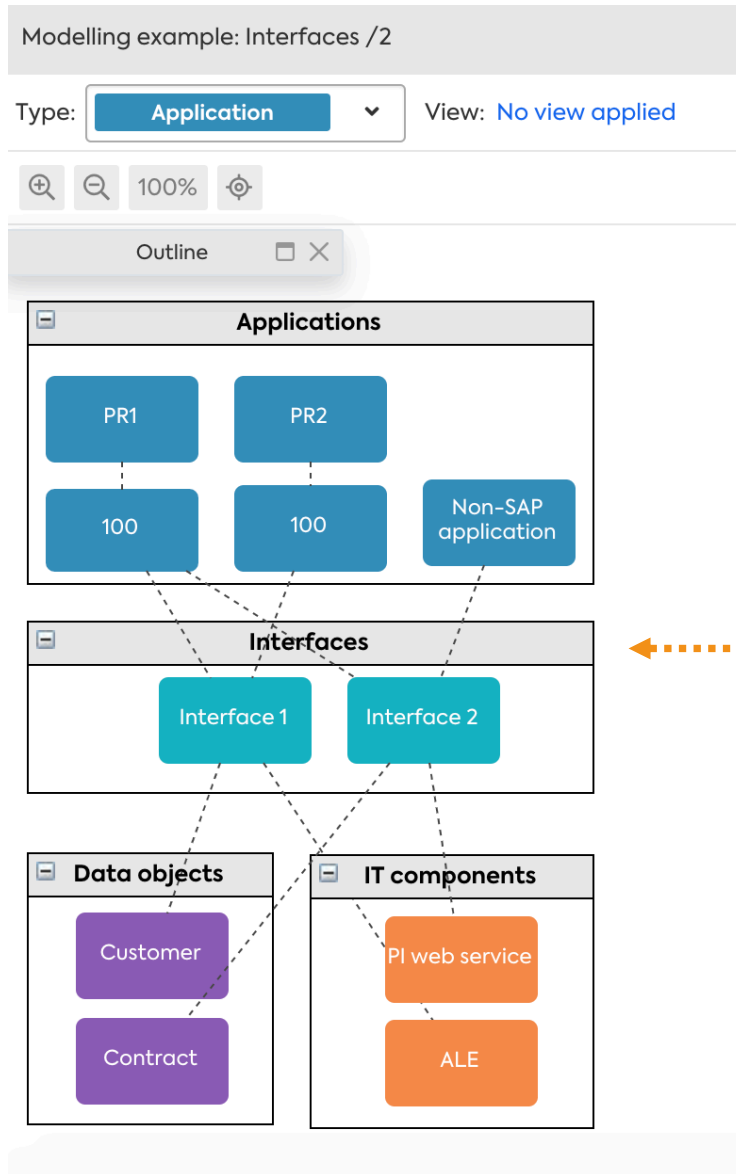 Modelling example: Interfaces /2
Type: Application View: No view applied
100%
Outline
Applications
PR1
PR2
100
100
Non-SAP
application
Interfaces
Interface 1
Interface 2
Data objects
IT components
Customer
PI web service
Contract
ALE